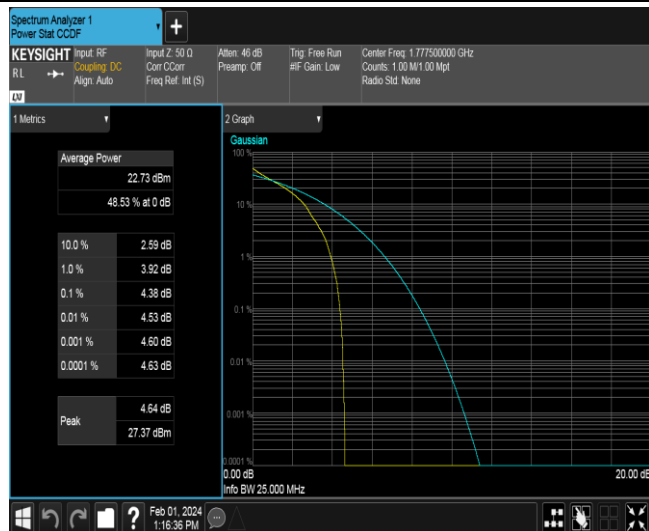 Spectrum Analyzer 1
Power Stat CCDF
+
KEYSIGHT
RL
Input: RF
Coupling: DC
Align: Auto
Input Z: 50 Ω
Corr CCorr
Freq Ref: Int (S)
Atten: 46 dB
Preamp: Off
Trig: Free Run
#IF Gain: Low
Center Freq: 1.777500000 GHz
Counts: 1.00 M/1.00 Mpt
Radio Std: None
1 Metrics
Average Power
22.73 dBm
48.53 % at 0 dB
10.0 % 2.59 dB
1.0 % 3.92 dB
0.1 % 4.38 dB
0.01 % 4.53 dB
0.001 % 4.60 dB
0.0001 % 4.63 dB
Peak
4.64 dB
27.37 dBm
2 Graph
Gaussian
100 %
10 %
1 %
0.1 %
0.01 %
0.001 %
0.0001 %
0.00 dB
20.00 dB
Info BW 25.000 MHz
?
Feb 01, 2024
1:16:36 PM